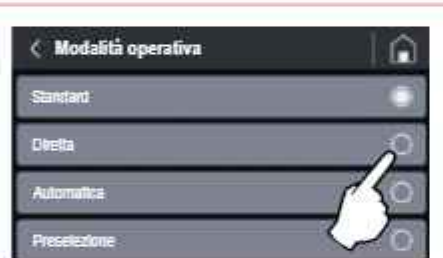 Modalità operativa
Standard
Diretta
Automatica
Preselezione